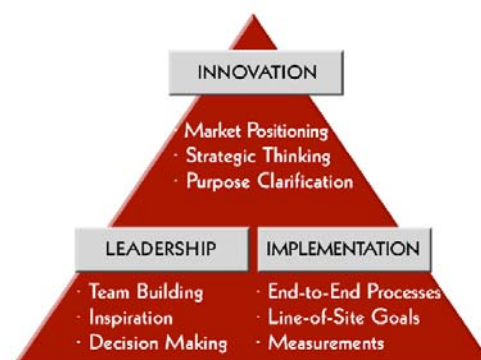 INNOVATION
· Market Positioning
· Strategic Thinking
· Purpose Clarification
LEADERSHIP
· Team Building
· Inspiration
· Decision Making
IMPLEMENTATION
· End-to-End Processes
· Line-of-Site Goals
· Measurements